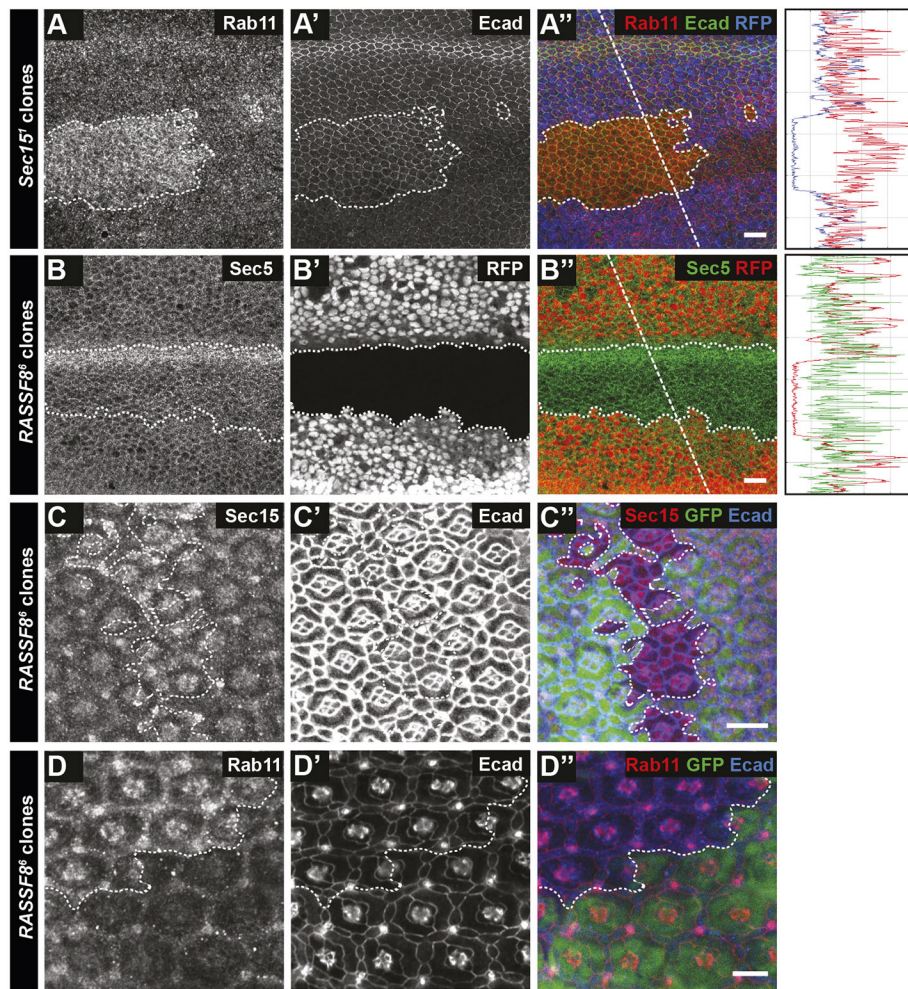 Sec15¹ clones
A Rab11
A' Ecad
A'' Rab11 Ecad RFP
RASSF8⁶ clones
B Sec5
B' RFP
B'' Sec5 RFP
RASSF8⁶ clones
C Sec15
C' Ecad
C'' Sec15 GFP Ecad
RASSF8⁶ clones
D Rab11
D' Ecad
D'' Rab11 GFP Ecad